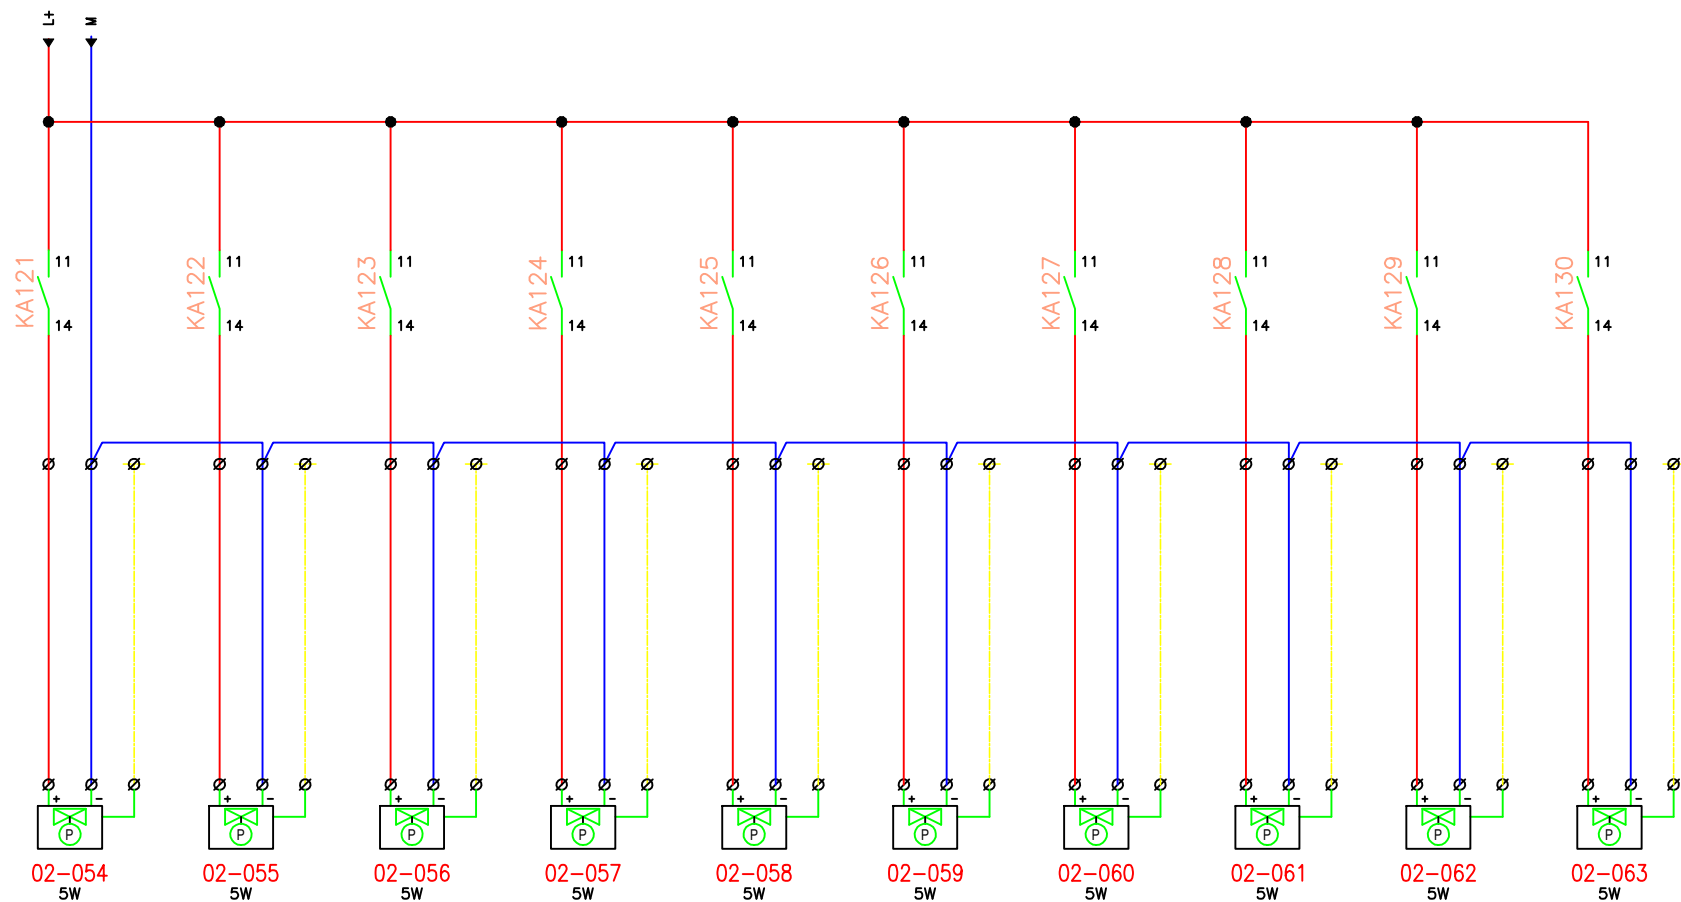 L+ M
KA121 11 14
KA122 11 14
KA123 11 14
KA124 11 14
KA125 11 14
KA126 11 14
KA127 11 14
KA128 11 14
KA129 11 14
KA130 11 14
+ - + - + - + - + - + - + - + - + - + -
P P P P P P P P P P
02-054 02-055 02-056 02-057 02-058 02-059 02-060 02-061 02-062 02-063
5W 5W 5W 5W 5W 5W 5W 5W 5W 5W